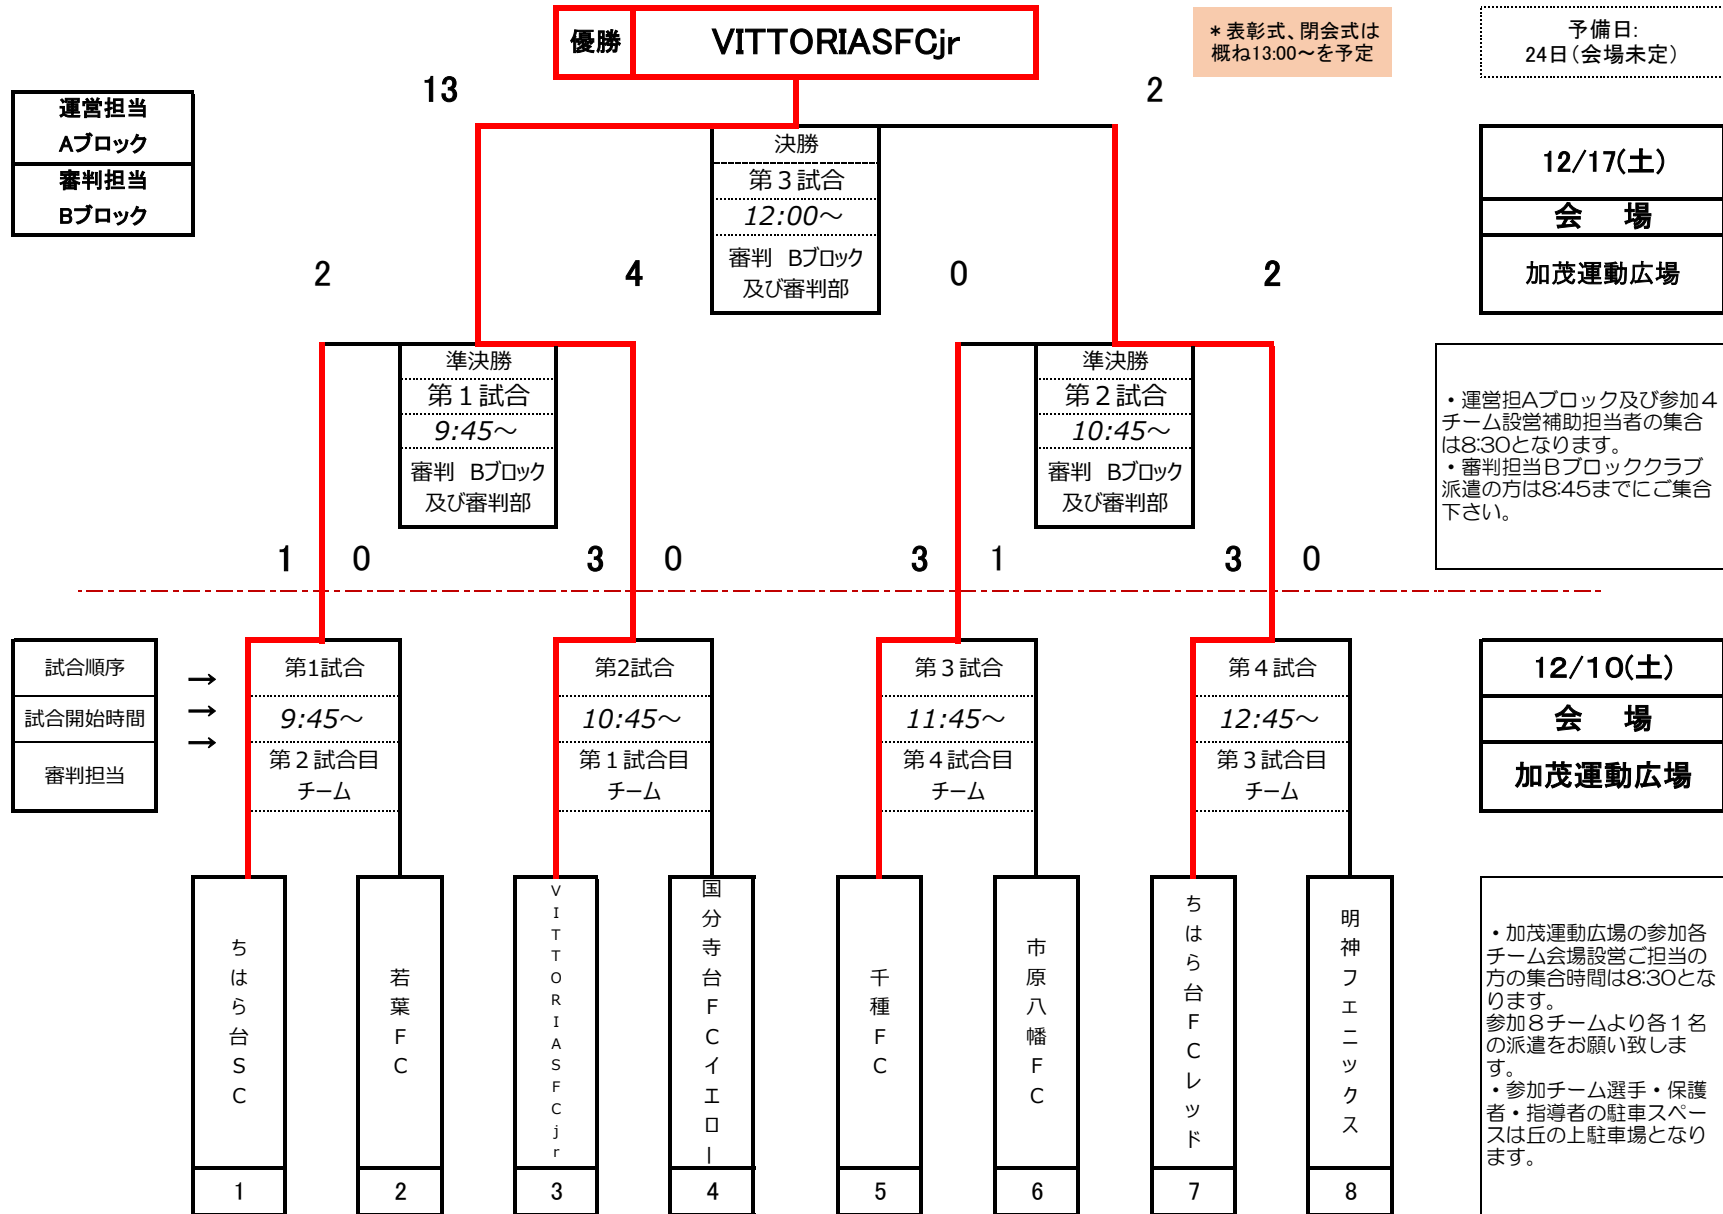 優勝
VITTORIASFCjr
＊表彰式、閉会式は
概ね13:00～を予定
予備日:
24日(会場未定)
13
2
運営担当
Aブロック
審判担当
Bブロック
決勝
第３試合
12:00～
審判　Bブロック
及び審判部
12/17(土)
会　場
加茂運動広場
2
4
0
2
準決勝
第１試合
9:45～
審判　Bブロック
及び審判部
準決勝
第２試合
10:45～
審判　Bブロック
及び審判部
・運営担Aブロック及び参加４
チーム設営補助担当者の集合
は8:30となります。
・審判担当Ｂブロッククラブ
派遣の方は8:45までにご集合
下さい。
1
0
3
0
3
1
3
0
試合順序
試合開始時間
審判担当
→
→
→
第1試合
9:45～
第２試合目
チーム
第2試合
10:45～
第１試合目
チーム
第３試合
11:45～
第４試合目
チーム
第４試合
12:45～
第３試合目
チーム
12/10(土)
会　場
加茂運動広場
ちはら台ＳＣ
若葉ＦＣ
ＶＩＴＴＯＲＩＡＳＦＣｊｒ
国分寺台ＦＣイエロー
千種ＦＣ
市原八幡ＦＣ
ちはら台ＦＣレッド
明神フェニックス
1
2
3
4
5
6
7
8
・加茂運動広場の参加各
チーム会場設営ご担当の
方の集合時間は8:30とな
ります。
参加８チームより各１名
の派遣をお願い致しま
す。
・参加チーム選手・保護
者・指導者の駐車スペー
スは丘の上駐車場となり
ます。